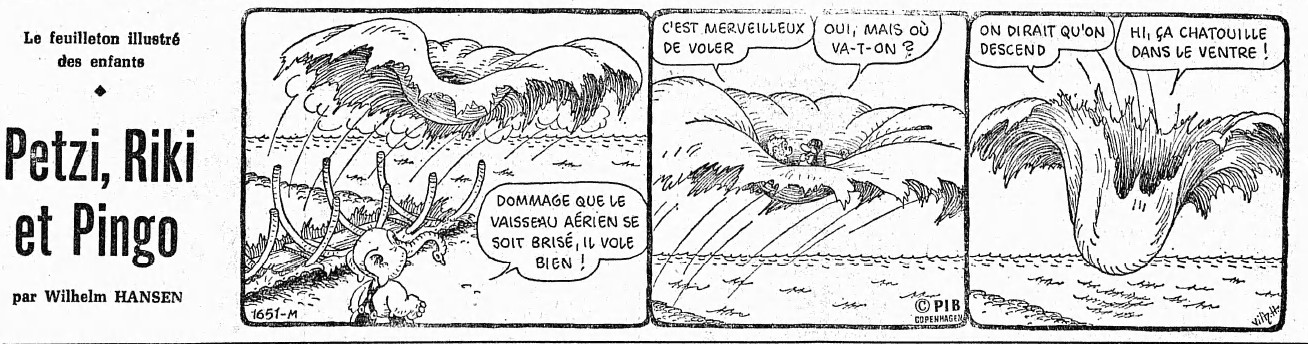 Le feuilleton illustré
des enfants
Petzi, Riki
et Pingo
par Wilhelm HANSEN
DOMMAGE QUE LE
VAISSEAU AÉRIEN SE
SOIT BRISÉ, IL VOLE
BIEN !
1651-M
C'EST MERVEILLEUX
DE VOLER
OUI, MAIS OÙ
VA-T-ON ?
© PIB
COPENHAGEN
ON DIRAIT QU'ON
DESCEND
HI, ÇA CHATOUILLE
DANS LE VENTRE !